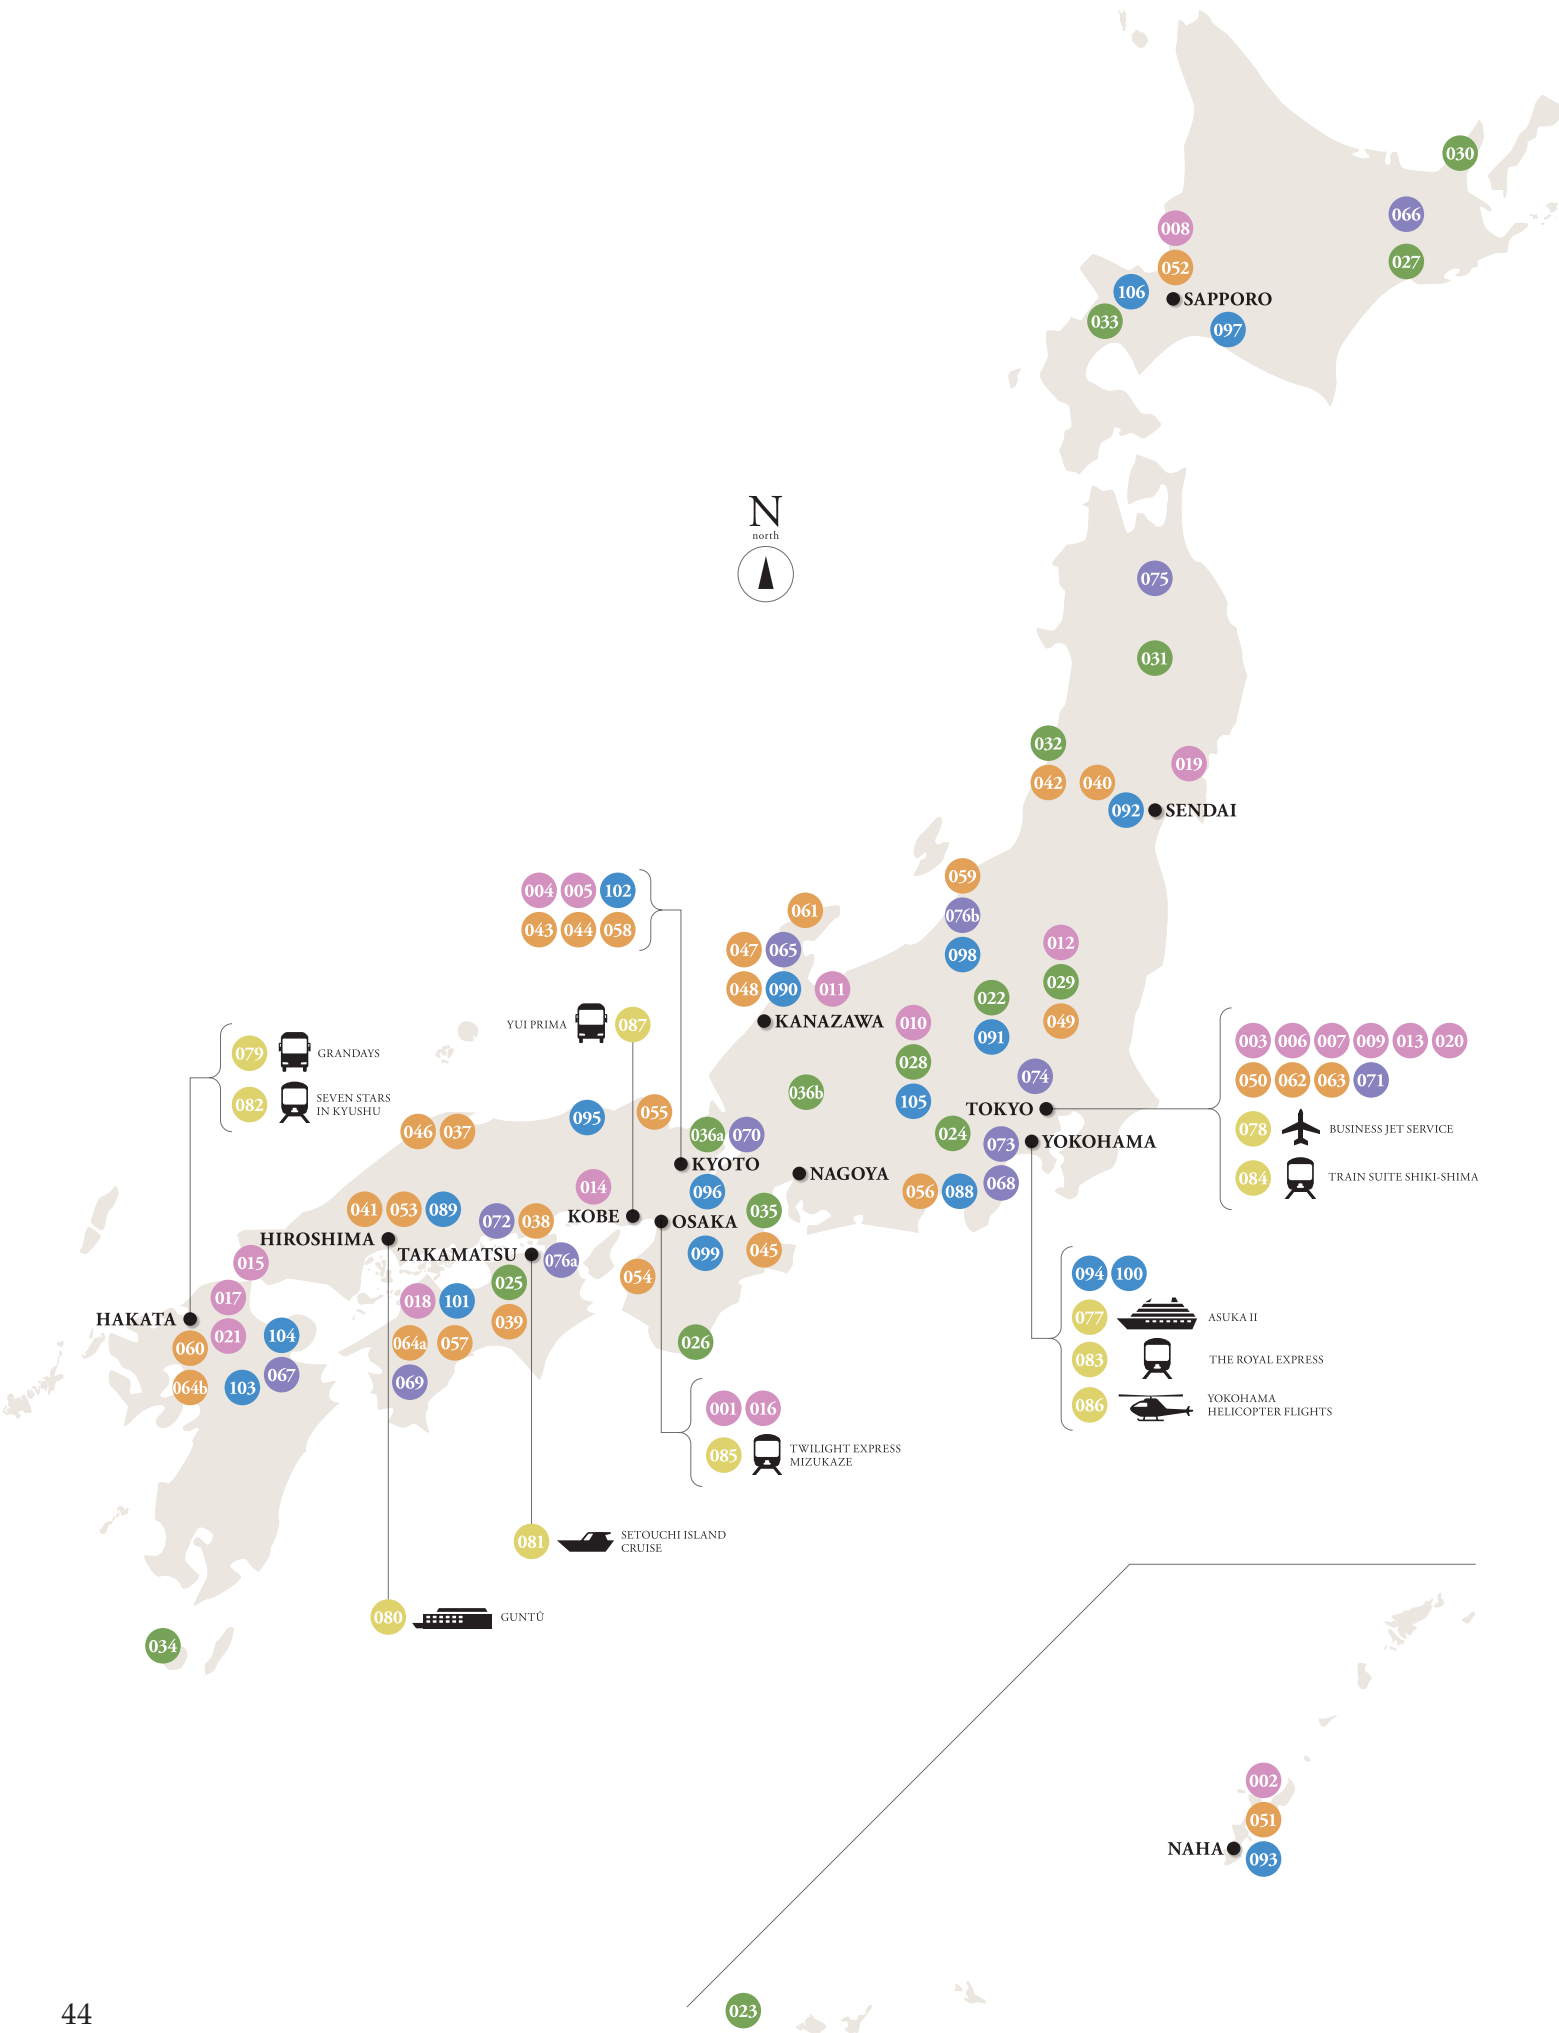 030
066
008
027
052
106
SAPPORO
033
097
N
north
075
031
032
019
042
040
092
SENDAI
059
004 005 102
061
076b
043 044 058
012
047 065
098
029
048 090
011
022
KANAZAWA
010
049
YUI PRIMA
087
091
003 006 007 009 013 020
079
GRANDAYS
028
074
050 062 063 071
036b
082
SEVEN STARS
IN KYUSHU
105
TOKYO
095
055
078
BUSINESS JET SERVICE
046 037
036a 070
024
073
YOKOHAMA
KYOTO
NAGOYA
084
TRAIN SUITE SHIKI-SHIMA
014
096
056 088
068
041 053 089
072 038
KOBE
OSAKA
035
HIROSHIMA
TAKAMATSU
076a
099
045
015
054
094 100
025
017
018 101
077
ASUKA II
HAKATA
039
021
104
064a
057
026
060
083
THE ROYAL EXPRESS
067
069
064b
103
086
YOKOHAMA
HELICOPTER FLIGHTS
001 016
085
TWILIGHT EXPRESS
MIZUKAZE
081
SETOUCHI ISLAND
CRUISE
080
GUNTÛ
034
002
051
NAHA
093
023
44